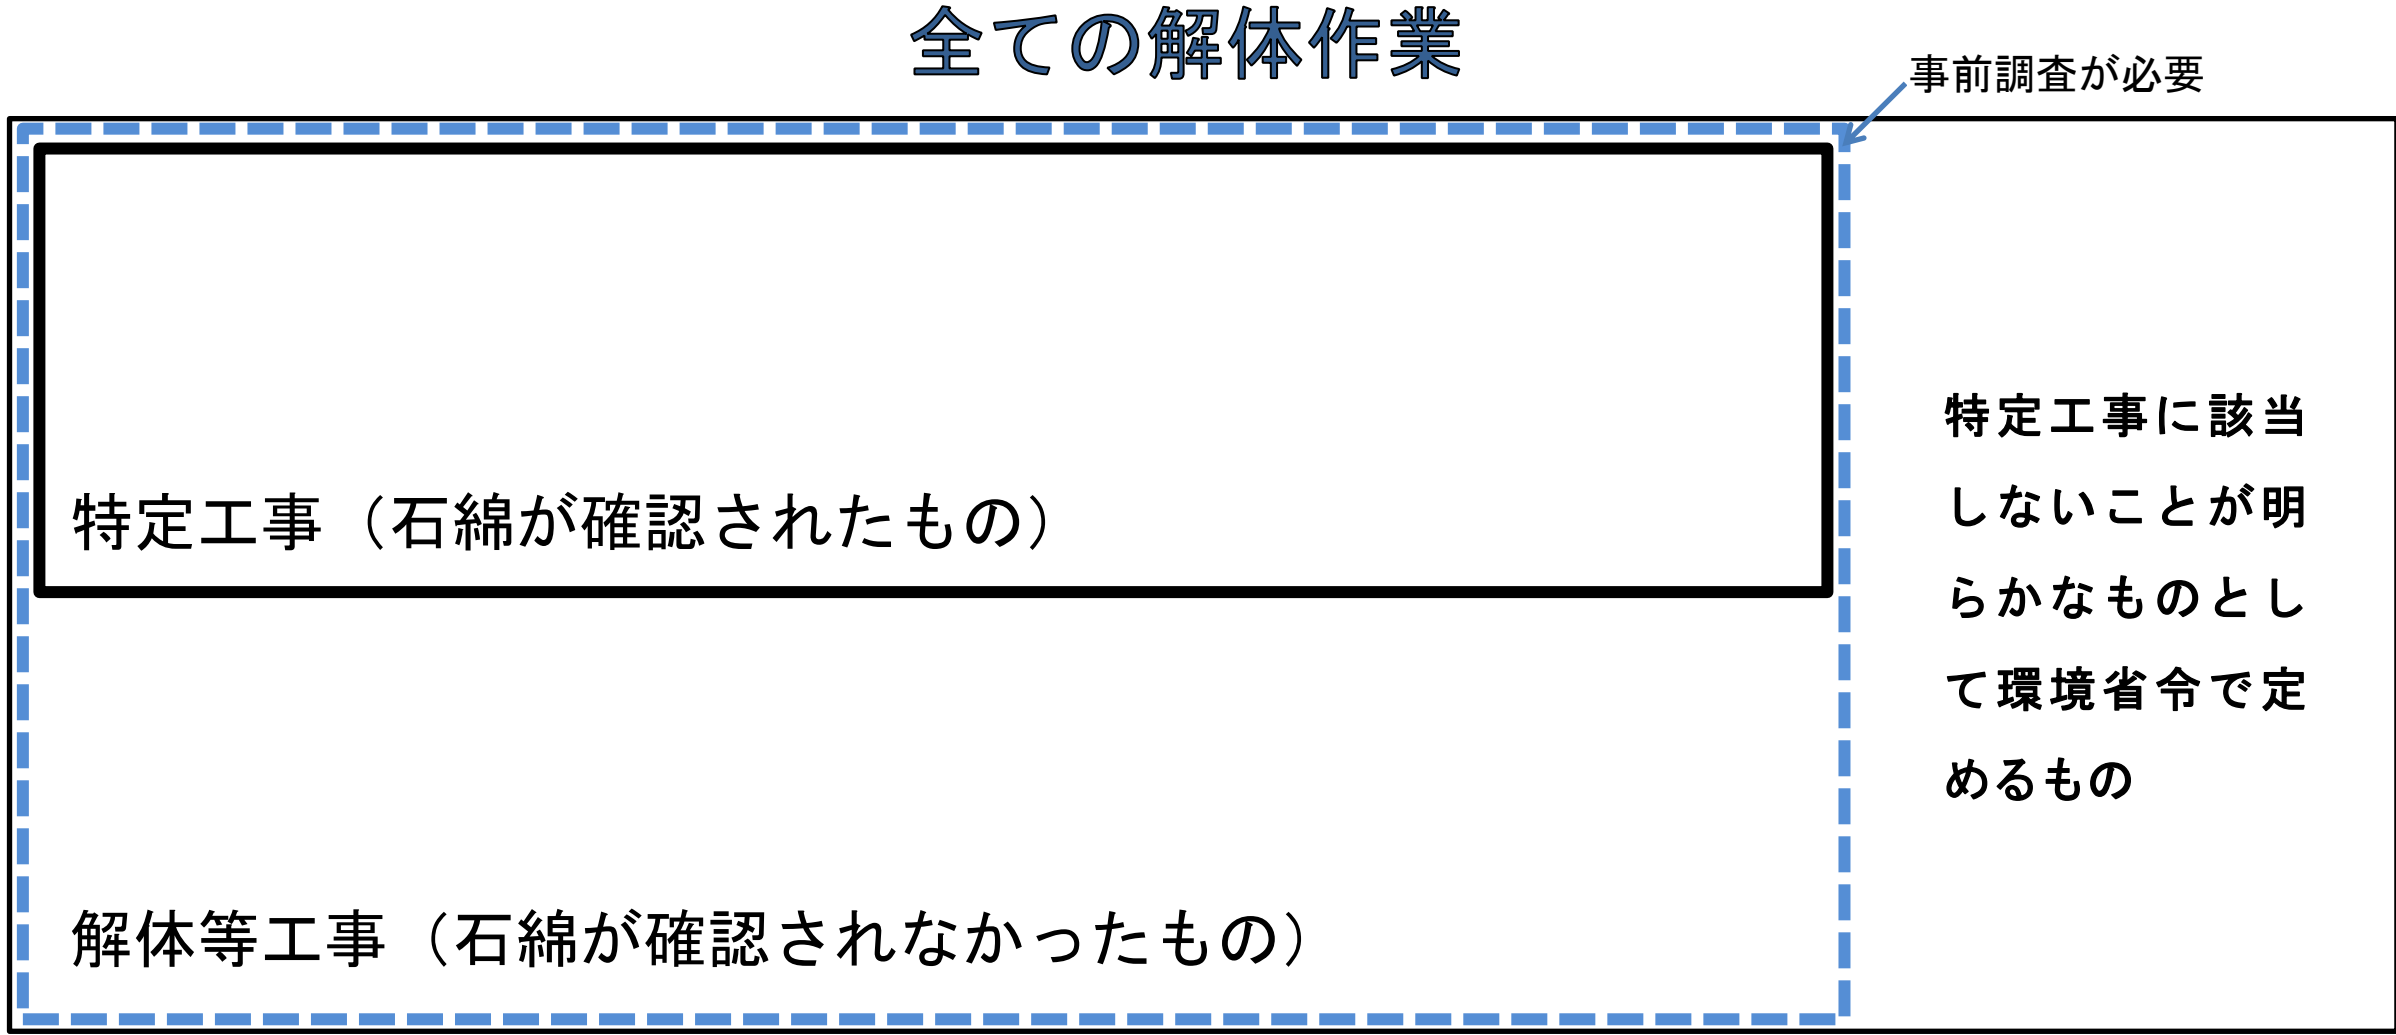 全ての解体作業
事前調査が必要
特定工事に該当
しないことが明
らかなものとし
て環境省令で定
めるもの
特定工事（石綿が確認されたもの）
解体等工事（石綿が確認されなかったもの）